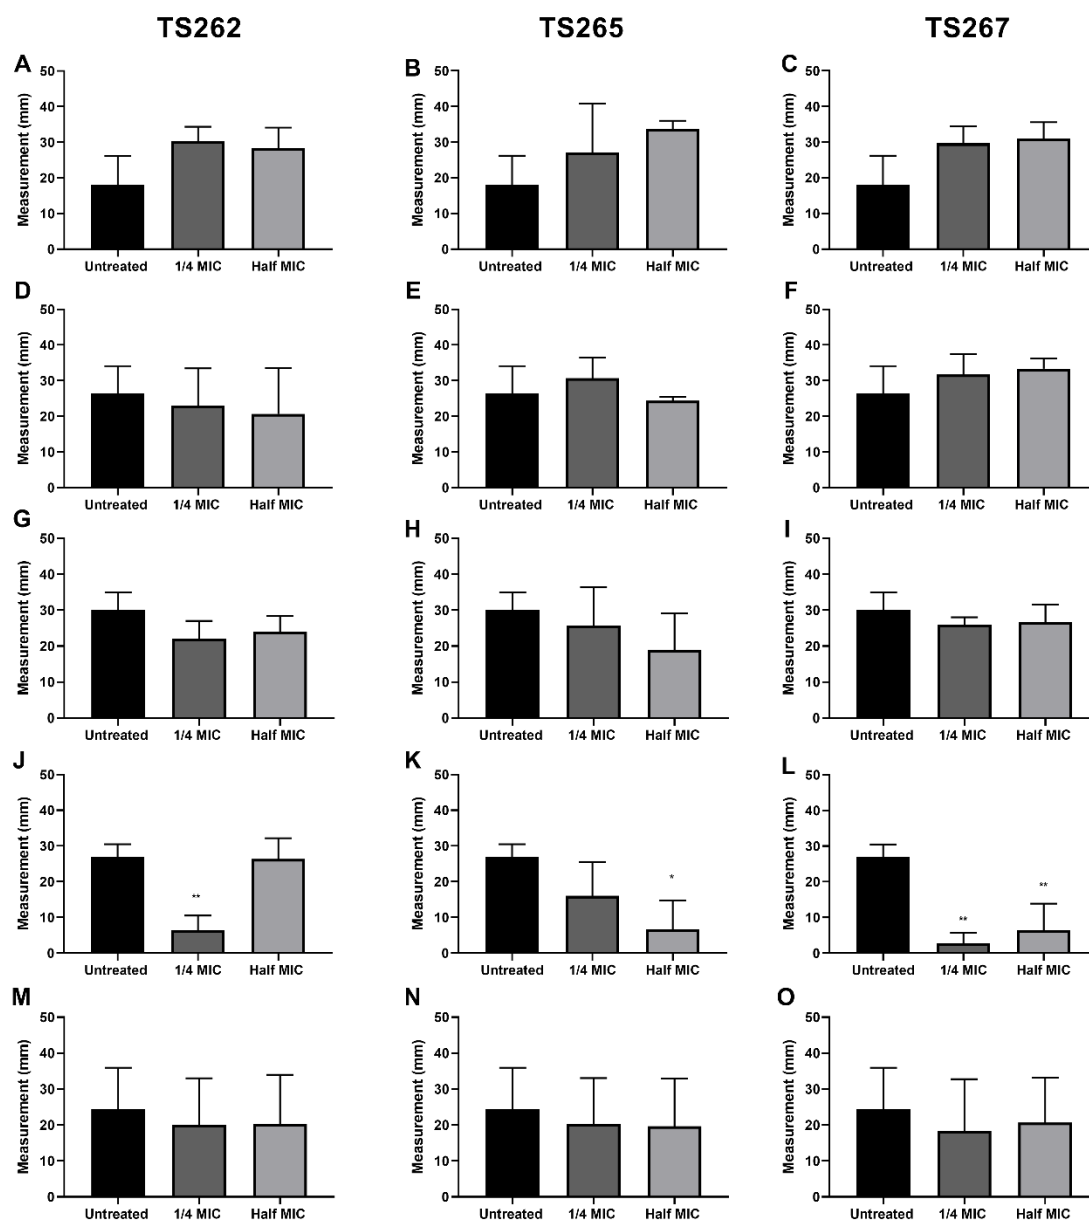 TS262 TS265 TS267
A B C
Measurement (mm) Measurement (mm) Measurement (mm)
50 50 50
40 40 40
30 30 30
20 20 20
10 10 10
0 0 0
Untreated 1/4 MIC Half MIC Untreated 1/4 MIC Half MIC Untreated 1/4 MIC Half MIC
D E F
Measurement (mm) Measurement (mm) Measurement (mm)
50 50 50
40 40 40
30 30 30
20 20 20
10 10 10
0 0 0
Untreated 1/4 MIC Half MIC Untreated 1/4 MIC Half MIC Untreated 1/4 MIC Half MIC
G H I
Measurement (mm) Measurement (mm) Measurement (mm)
50 50 50
40 40 40
30 30 30
20 20 20
10 10 10
0 0 0
Untreated 1/4 MIC Half MIC Untreated 1/4 MIC Half MIC Untreated 1/4 MIC Half MIC
J K L
Measurement (mm) Measurement (mm) Measurement (mm)
50 50 50
40 40 40
30 30 30
20 20 20
** * ** **
10 10 10
0 0 0
Untreated 1/4 MIC Half MIC Untreated 1/4 MIC Half MIC Untreated 1/4 MIC Half MIC
M N O
Measurement (mm) Measurement (mm) Measurement (mm)
50 50 50
40 40 40
30 30 30
20 20 20
10 10 10
0 0 0
Untreated 1/4 MIC Half MIC Untreated 1/4 MIC Half MIC Untreated 1/4 MIC Half MIC